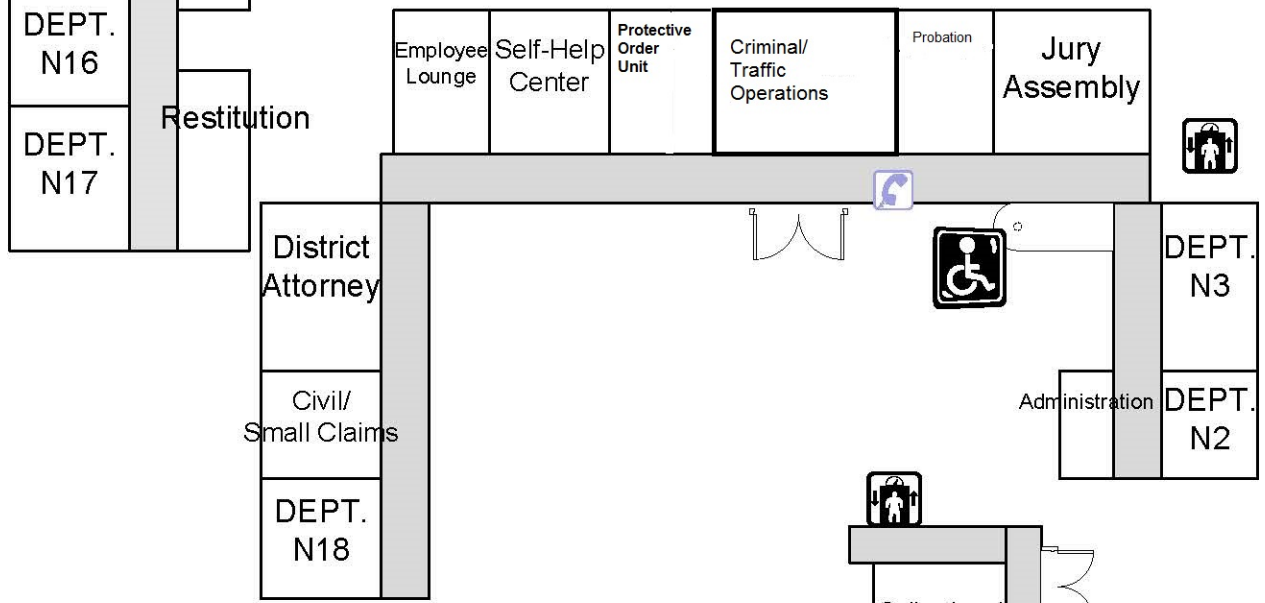 DEPT.
N16
DEPT.
N17
Restitution
Employee
Lounge
Self-Help
Center
Protective
Order
Unit
Criminal/
Traffic
Operations
Probation
Jury
Assembly
District
Attorney
Civil/
Small Claims
DEPT.
N18
DEPT.
N3
Administration
DEPT.
N2